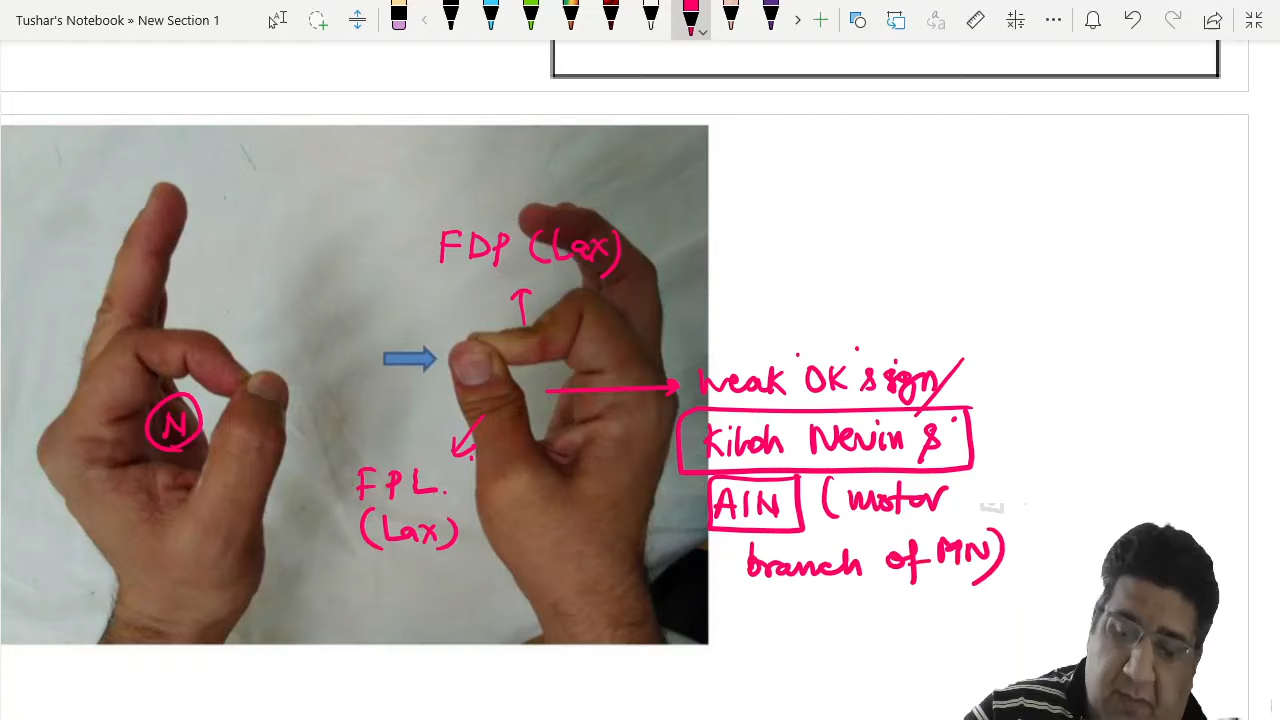 Tushar's Notebook » New Section 1
FDP (Lax)
N
weak "OK" sign/
Kiloh Nevin S
FPL.
(Lax)
AIN (motor
branch of MN)